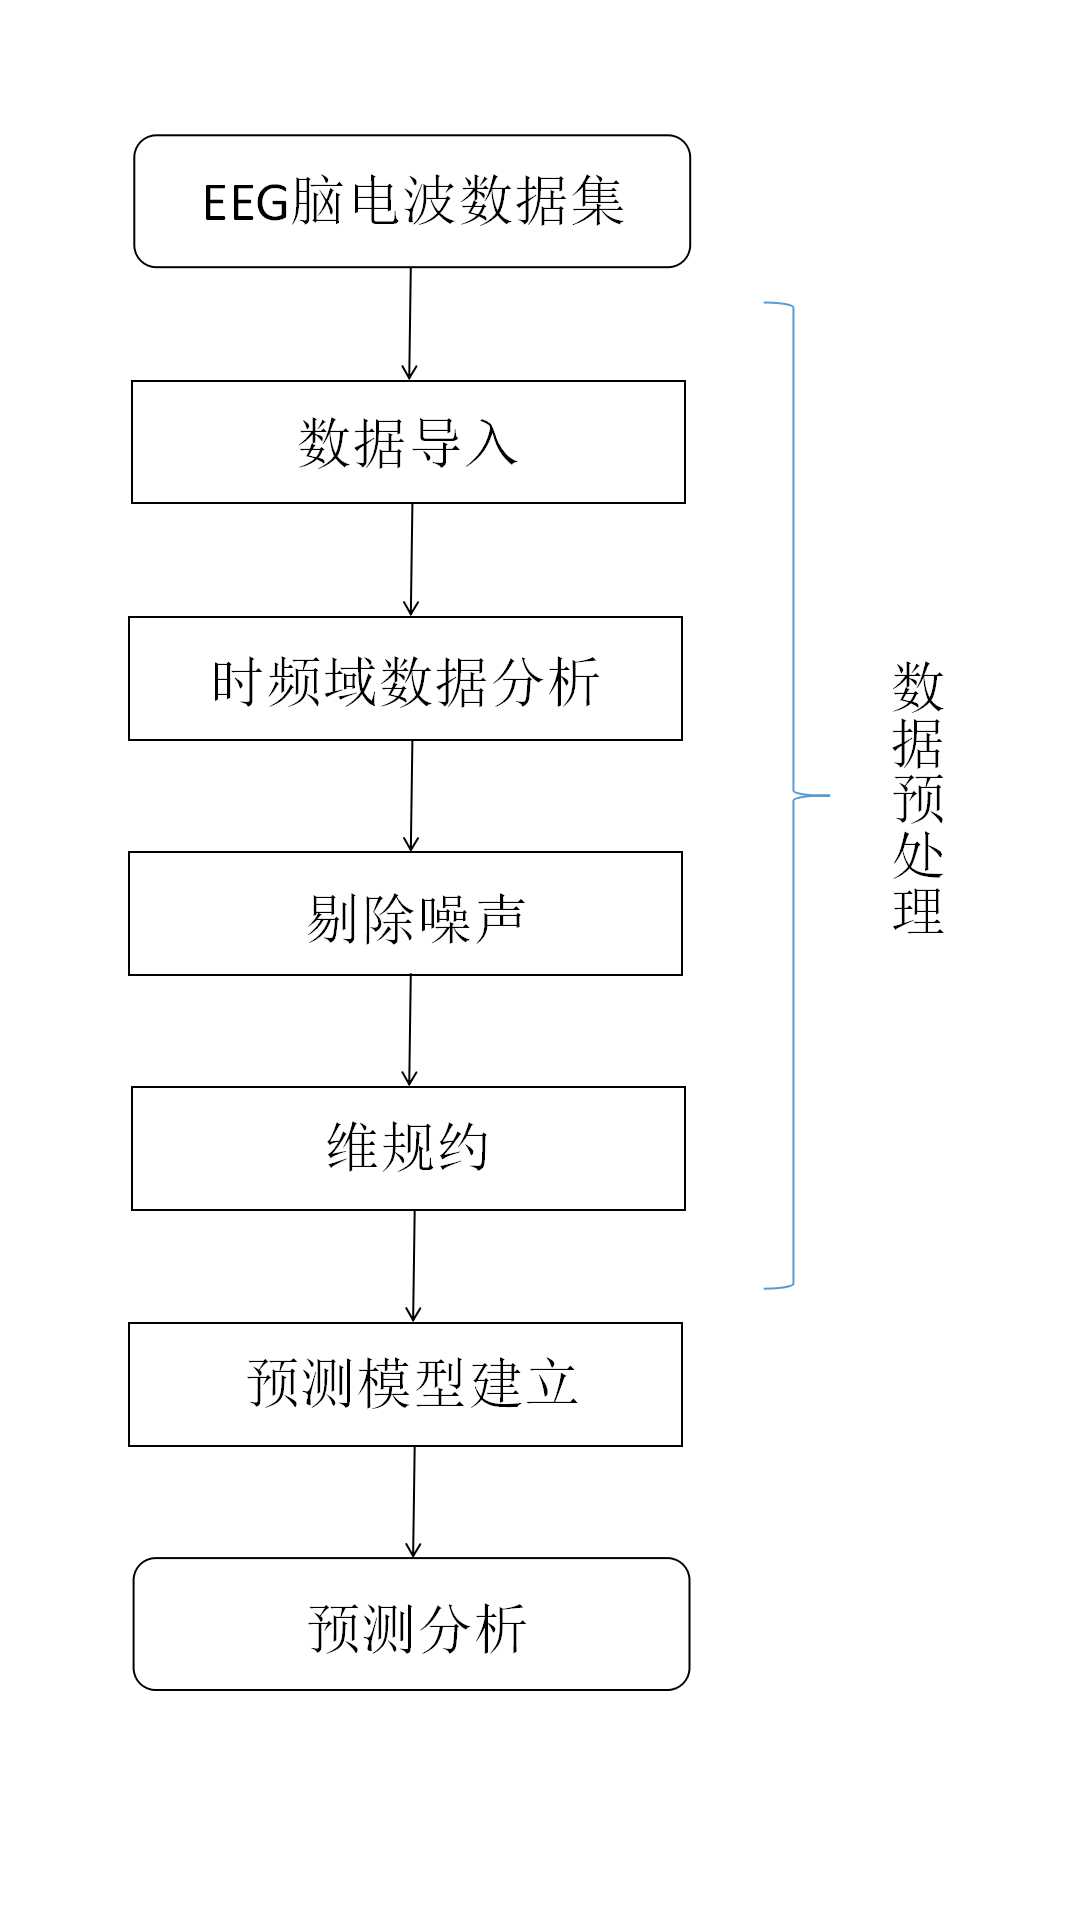 EEG脑电波数据集
数据导入
时频域数据分析
剔除噪声
维规约
预测模型建立
预测分析
数据预处理